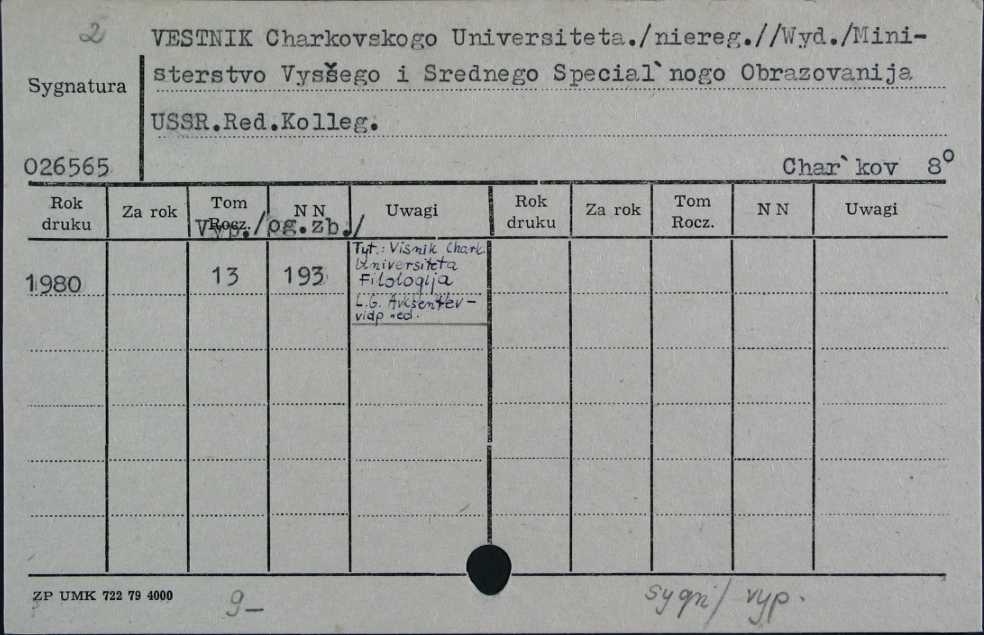 2
VESTNIK Charkovskogo Universiteta./niereg.//Wyd./Mini-
sterstvo Vysšego i Srednego Special`nogo Obrazovanija
USSR.Red.Kolleg.
Sygnatura
026565
Char`kov 8°
Rok druku Za rok Tom Rocz. N N Uwagi Rok druku Za rok Tom Rocz. N N Uwagi
Vyp./pg.zb./
1980 13 193 Tyt.: Visnik Chark.
Universiteta
Filologija
L.G. Avksent'ev -
vidp. red.
ZP UMK 722 79 4000
9-
sygn/ vyp.